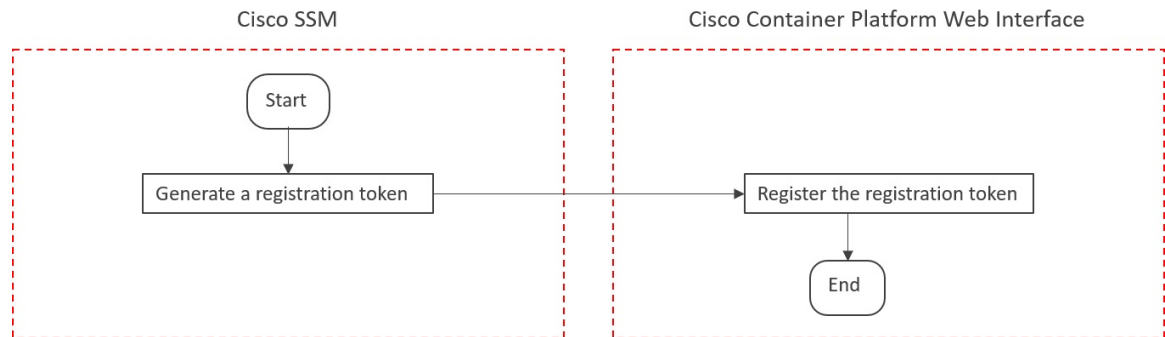 Cisco SSM
Cisco Container Platform Web Interface
Start
Generate a registration token
Register the registration token
End